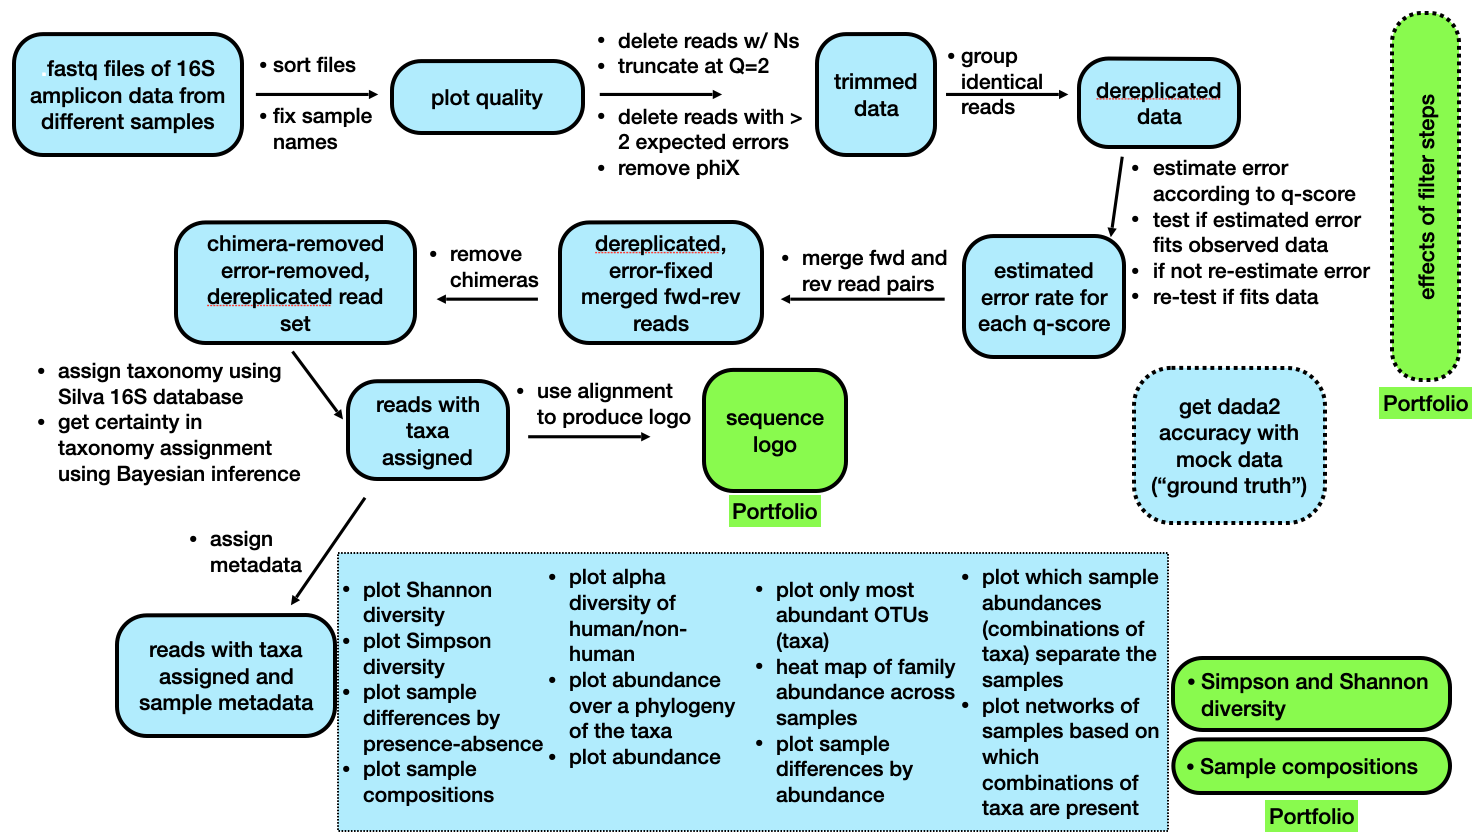 .fastq files of 16S
amplicon data from
different samples
• sort files
• fix sample
names
plot quality
• delete reads w/ Ns
• truncate at Q=2
• delete reads with >
2 expected errors
• remove phiX
trimmed
data
• group
identical
reads
dereplicated
data
effects of filter steps
Portfolio
• estimate error
according to q-score
• test if estimated error
fits observed data
• if not re-estimate error
• re-test if fits data
estimated
error rate for
each q-score
• merge fwd and
rev read pairs
dereplicated,
error-fixed
merged fwd-rev
reads
• remove
chimeras
chimera-removed
error-removed,
dereplicated read
set
• assign taxonomy using
Silva 16S database
• get certainty in
taxonomy assignment
using Bayesian inference
reads with
taxa
assigned
• use alignment
to produce logo
sequence
logo
Portfolio
get dada2
accuracy with
mock data
(“ground truth”)
• assign
metadata
reads with taxa
assigned and
sample metadata
• plot Shannon
diversity
• plot Simpson
diversity
• plot sample
differences by
presence-absence
• plot sample
compositions
• plot alpha
diversity of
human/non-
human
• plot abundance
over a phylogeny
of the taxa
• plot abundance
• plot only most
abundant OTUs
(taxa)
• heat map of family
abundance across
samples
• plot sample
differences by
abundance
• plot which sample
abundances
(combinations of
taxa) separate the
samples
• plot networks of
samples based on
which
combinations of
taxa are present
• Simpson and Shannon
diversity
• Sample compositions
Portfolio